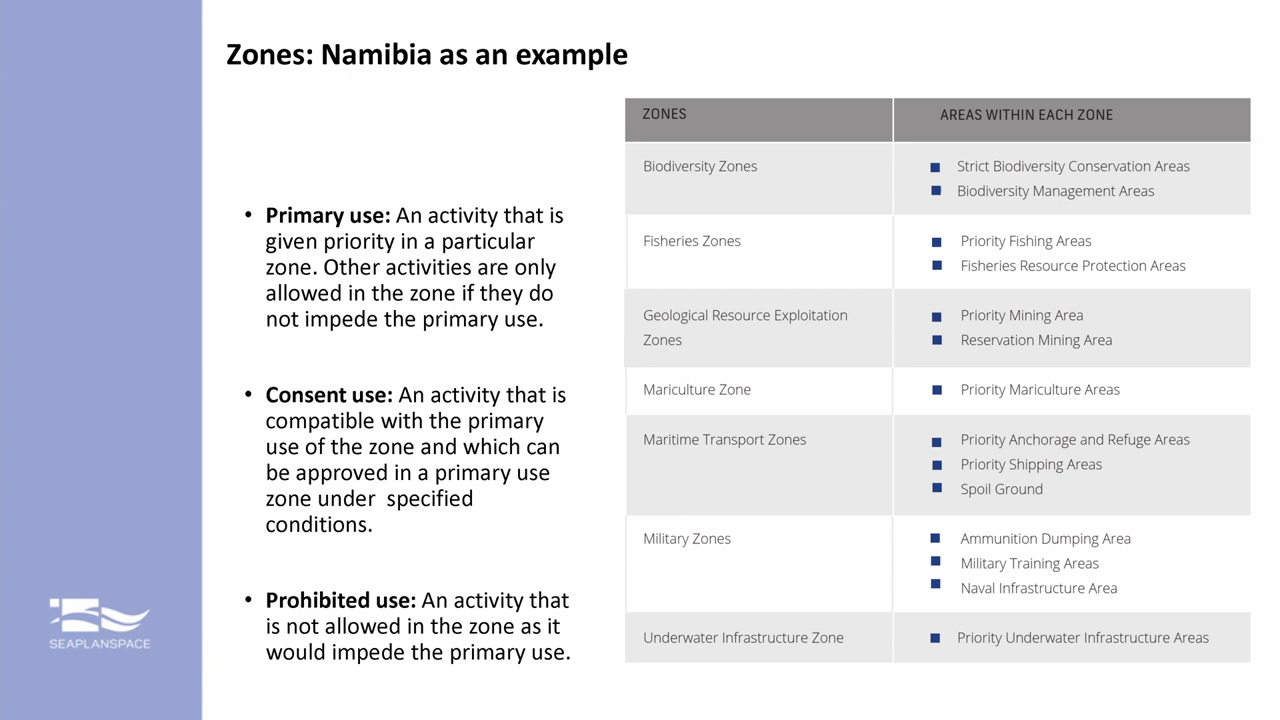 Zones: Namibia as an example
• Primary use: An activity that is
given priority in a particular
zone. Other activities are only
allowed in the zone if they do
not impede the primary use.
• Consent use: An activity that is
compatible with the primary
use of the zone and which can
be approved in a primary use
zone under specified
conditions.
• Prohibited use: An activity that
is not allowed in the zone as it
would impede the primary use.
ZONES
AREAS WITHIN EACH ZONE
Biodiversity Zones
Strict Biodiversity Conservation Areas
Biodiversity Management Areas
Fisheries Zones
Priority Fishing Areas
Fisheries Resource Protection Areas
Geological Resource Exploitation
Zones
Priority Mining Area
Reservation Mining Area
Mariculture Zone
Priority Mariculture Areas
Maritime Transport Zones
Priority Anchorage and Refuge Areas
Priority Shipping Areas
Spoil Ground
Military Zones
Ammunition Dumping Area
Military Training Areas
Naval Infrastructure Area
Underwater Infrastructure Zone
Priority Underwater Infrastructure Areas
SEAPLANSPACE